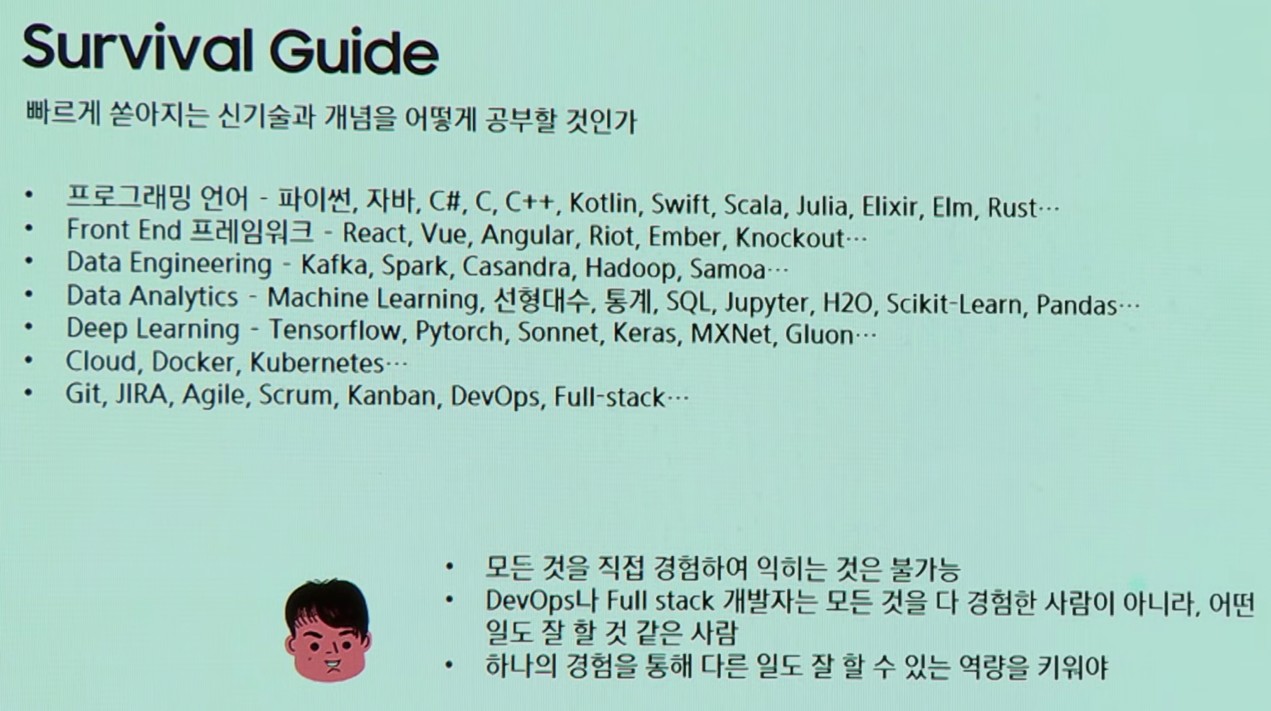 Survival Guide
빠르게 쏟아지는 신기술과 개념을 어떻게 공부할 것인가
• 프로그래밍 언어 - 파이썬, 자바, C#, C, C++, Kotlin, Swift, Scala, Julia, Elixir, Elm, Rust…
• Front End 프레임워크 - React, Vue, Angular, Riot, Ember, Knockout…
• Data Engineering - Kafka, Spark, Casandra, Hadoop, Samoa…
• Data Analytics - Machine Learning, 선형대수, 통계, SQL, Jupyter, H2O, Scikit-Learn, Pandas…
• Deep Learning - Tensorflow, Pytorch, Sonnet, Keras, MXNet, Gluon…
• Cloud, Docker, Kubernetes…
• Git, JIRA, Agile, Scrum, Kanban, DevOps, Full-stack…
• 모든 것을 직접 경험하여 익히는 것은 불가능
• DevOps나 Full stack 개발자는 모든 것을 다 경험한 사람이 아니라, 어떤
일도 잘 할 것 같은 사람
• 하나의 경험을 통해 다른 일도 잘 할 수 있는 역량을 키워야